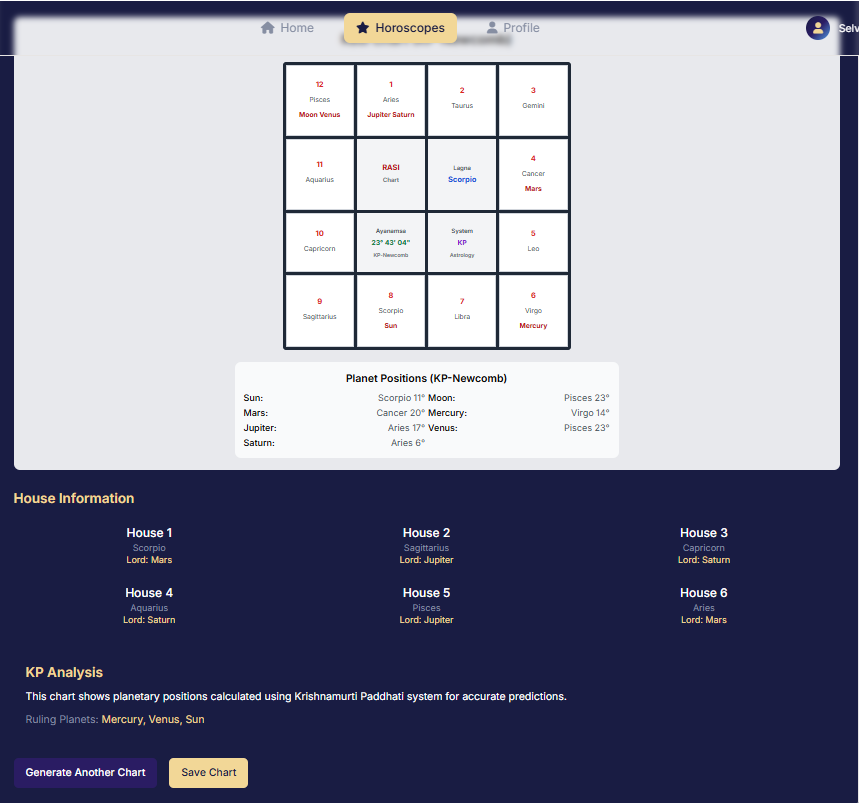 Home Horoscopes Profile Selv
12 1 2 3
Pisces Aries Taurus Gemini
Moon Venus Jupiter Saturn
11 RASI Lagna 4
Aquarius Chart Scorpio Cancer
Mars
10 Ayanamsa System 5
Capricorn 23° 43' 04" KP Leo
KP-Newcomb Astrology
9 8 7 6
Sagittarius Scorpio Libra Virgo
Sun Mercury
Planet Positions (KP-Newcomb)
Sun: Scorpio 11° Moon: Pisces 23°
Mars: Cancer 20° Mercury: Virgo 14°
Jupiter: Aries 17° Venus: Pisces 23°
Saturn: Aries 6°
House Information
House 1 House 2 House 3
Scorpio Sagittarius Capricorn
Lord: Mars Lord: Jupiter Lord: Saturn
House 4 House 5 House 6
Aquarius Pisces Aries
Lord: Saturn Lord: Jupiter Lord: Mars
KP Analysis
This chart shows planetary positions calculated using Krishnamurti Paddhati system for accurate predictions.
Ruling Planets: Mercury, Venus, Sun
Generate Another Chart Save Chart